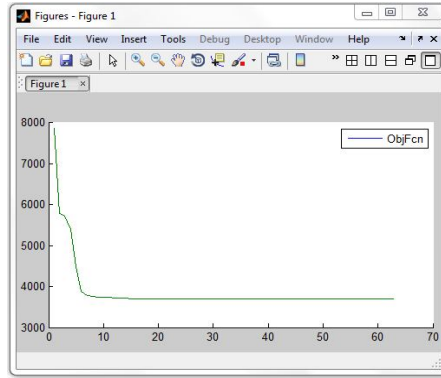 Figures - Figure 1
File Edit View Insert Tools Debug Desktop Window Help
Figure 1
ObjFcn
8000
7000
6000
5000
4000
3000
0 10 20 30 40 50 60 70